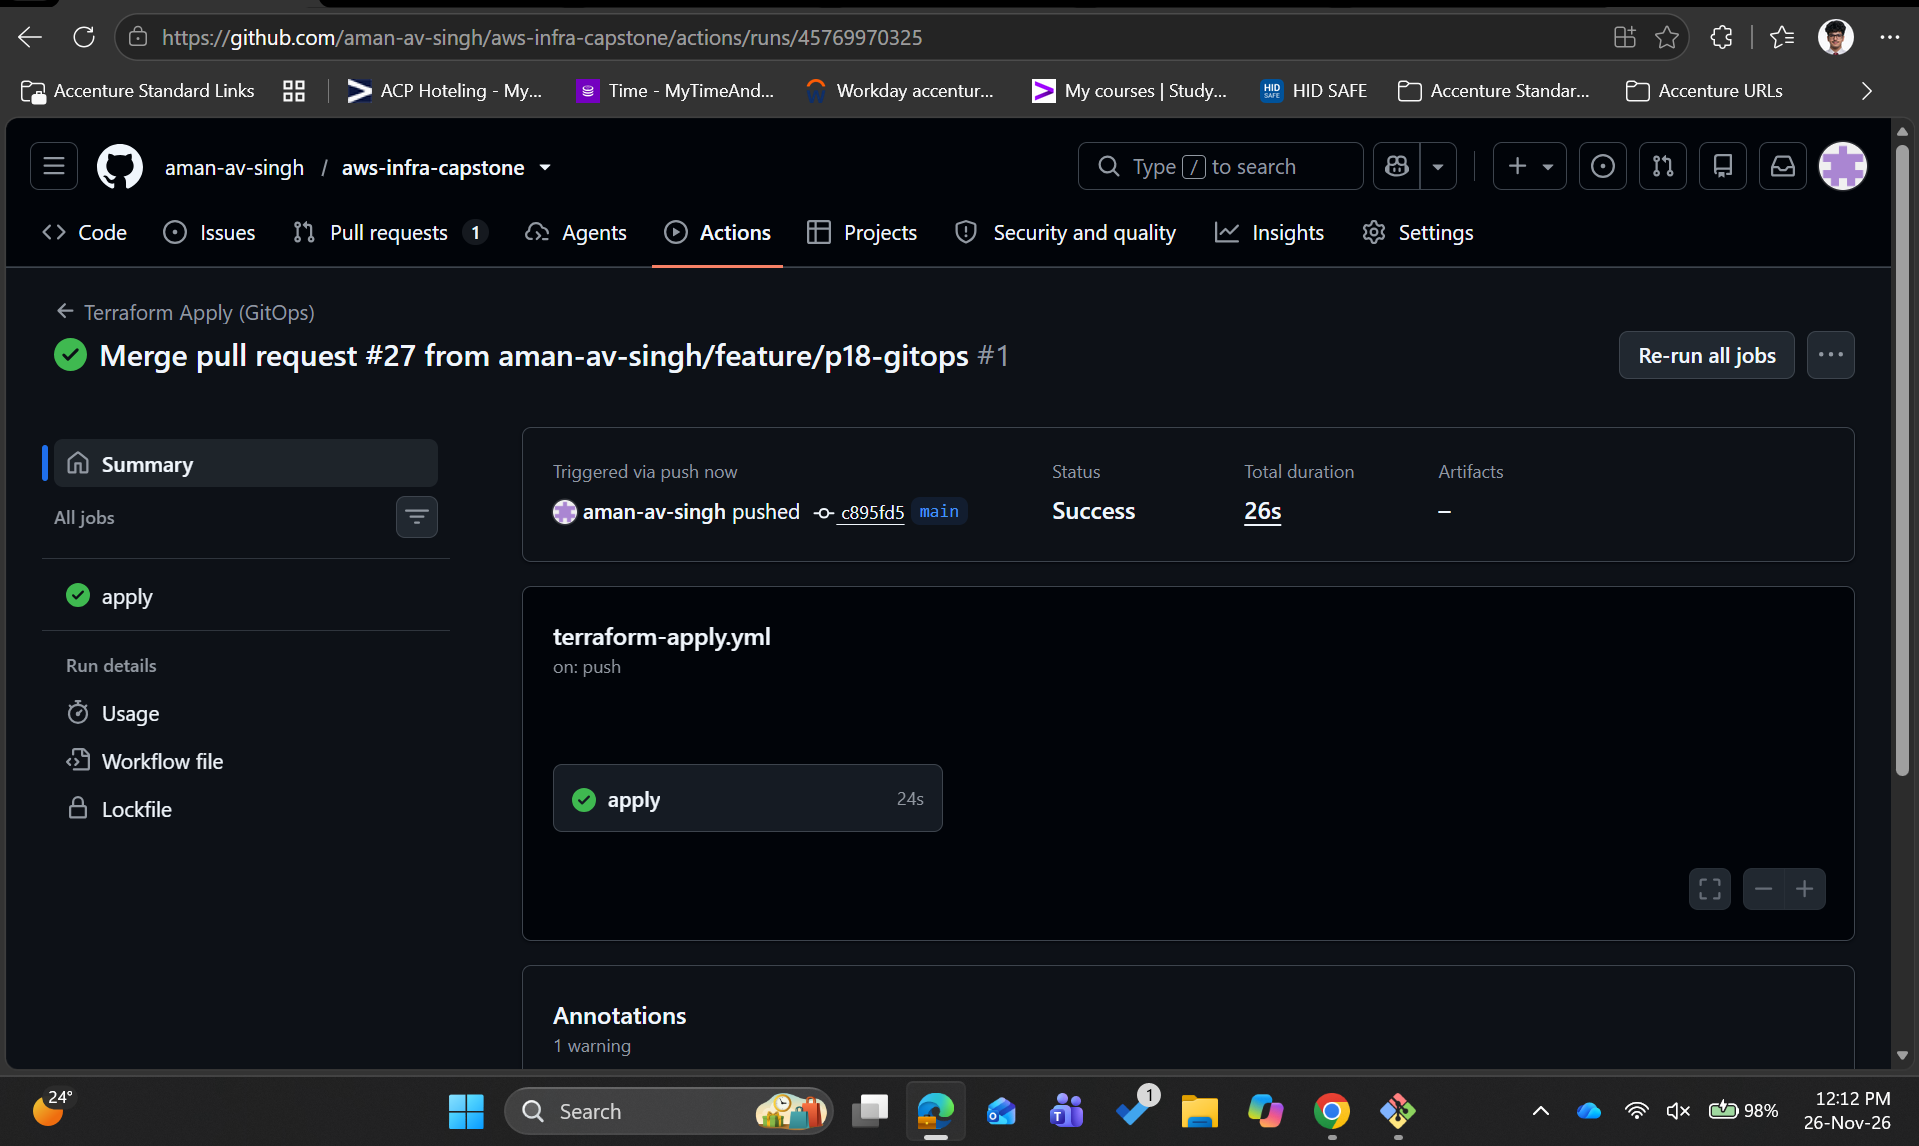 https://github.com/aman-av-singh/aws-infra-capstone/actions/runs/45769970325
Accenture Standard Links
ACP Hoteling - My...
Time - MyTimeAnd...
Workday accentur...
My courses | Study...
HID SAFE
HID SAFE
Accenture Standar...
Accenture URLs
aman-av-singh / aws-infra-capstone
Type / to search
Code
Issues
Pull requests 1
Agents
Actions
Projects
Security and quality
Insights
Settings
Terraform Apply (GitOps)
Merge pull request #27 from aman-av-singh/feature/p18-gitops #1
Re-run all jobs
Summary
All jobs
apply
Run details
Usage
Workflow file
Lockfile
Triggered via push now
aman-av-singh pushed c895fd5 main
Status
Success
Total duration
26s
Artifacts
–
terraform-apply.yml
on: push
apply 24s
Annotations
1 warning
24°
Search
1
98%
12:12 PM
26-Nov-26